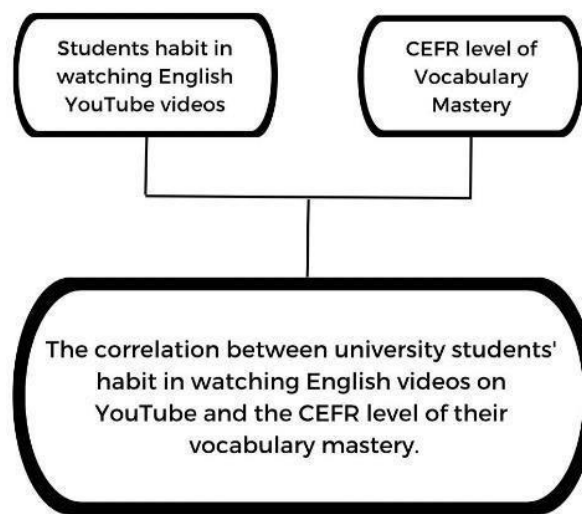 Students habit in
watching English
YouTube videos
CEFR level of
Vocabulary
Mastery
The correlation between university students'
habit in watching English videos on
YouTube and the CEFR level of their
vocabulary mastery.